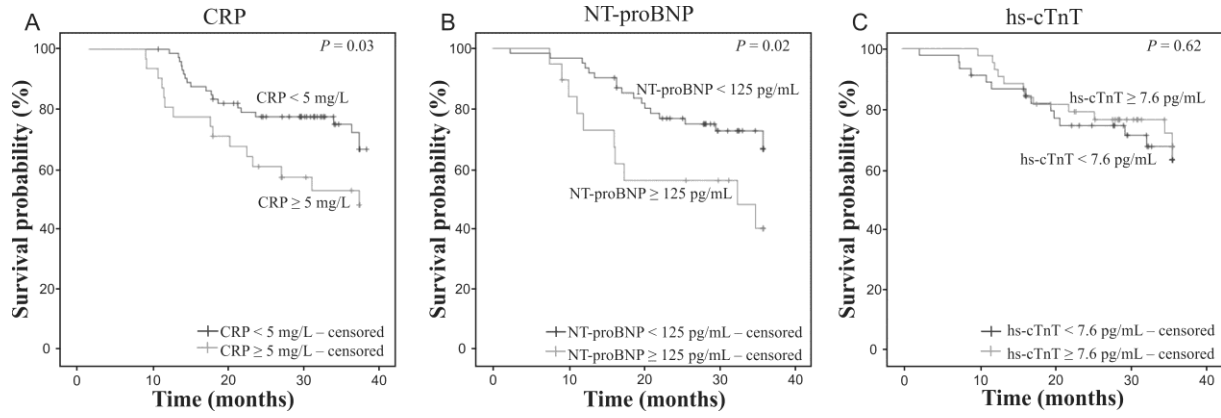 A
CRP
P = 0.03
CRP < 5 mg/L
CRP ≥ 5 mg/L
CRP < 5 mg/L – censored
CRP ≥ 5 mg/L – censored
Survival probability (%)
100
80
60
40
20
0
0
10
20
30
40
Time (months)
B
NT-proBNP
P = 0.02
NT-proBNP < 125 pg/mL
NT-proBNP ≥ 125 pg/mL
NT-proBNP < 125 pg/mL – censored
NT-proBNP ≥ 125 pg/mL – censored
Survival probability (%)
100
80
60
40
20
0
0
10
20
30
40
Time (months)
C
hs-cTnT
P = 0.62
hs-cTnT ≥ 7.6 pg/mL
hs-cTnT < 7.6 pg/mL
hs-cTnT < 7.6 pg/mL – censored
hs-cTnT ≥ 7.6 pg/mL – censored
Survival probability (%)
100
80
60
40
20
0
0
10
20
30
40
Time (months)